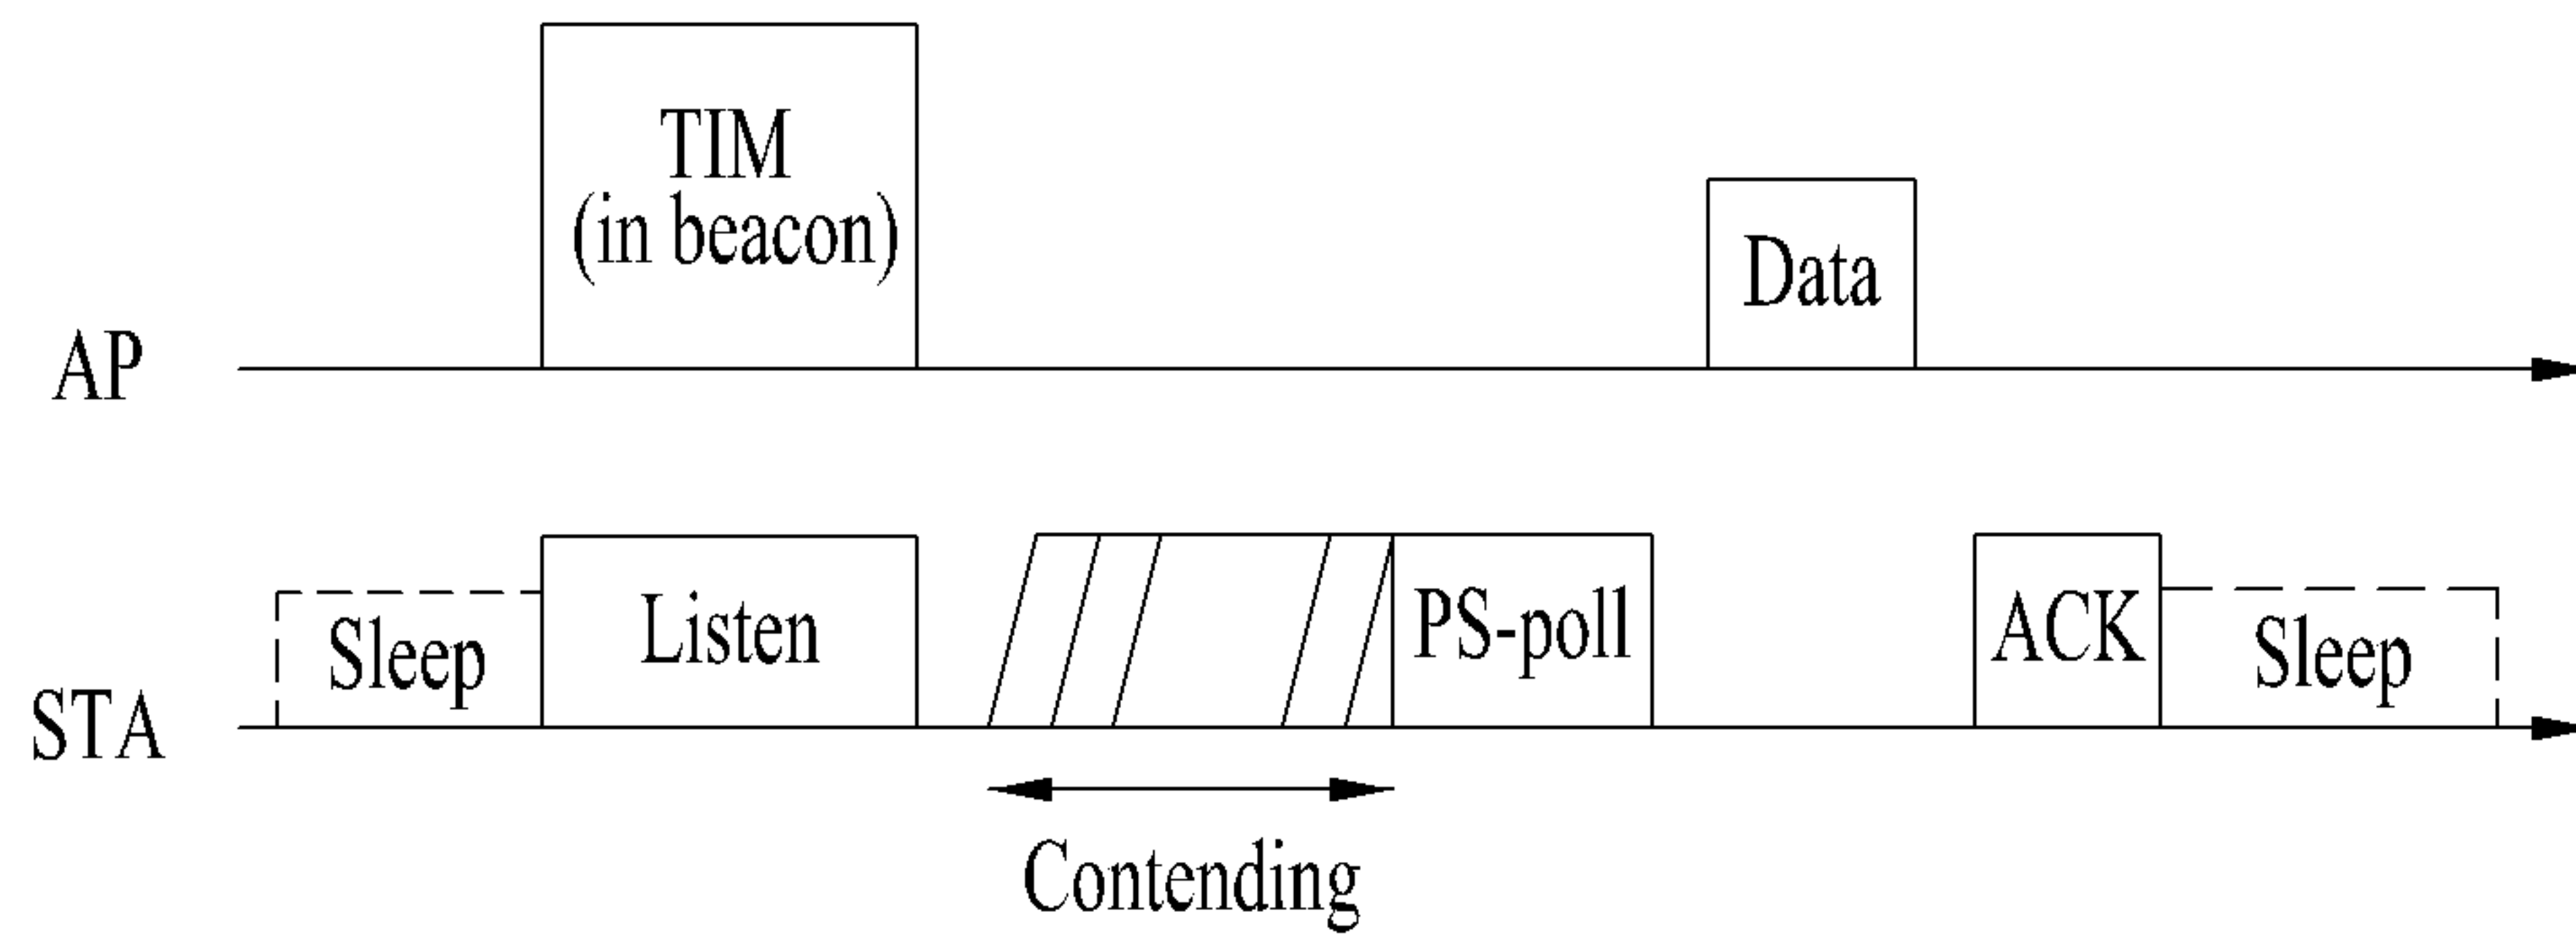 TIM
(in beacon)
Data
AP
Sleep
Listen
PS-poll
ACK
Sleep
STA
Contending